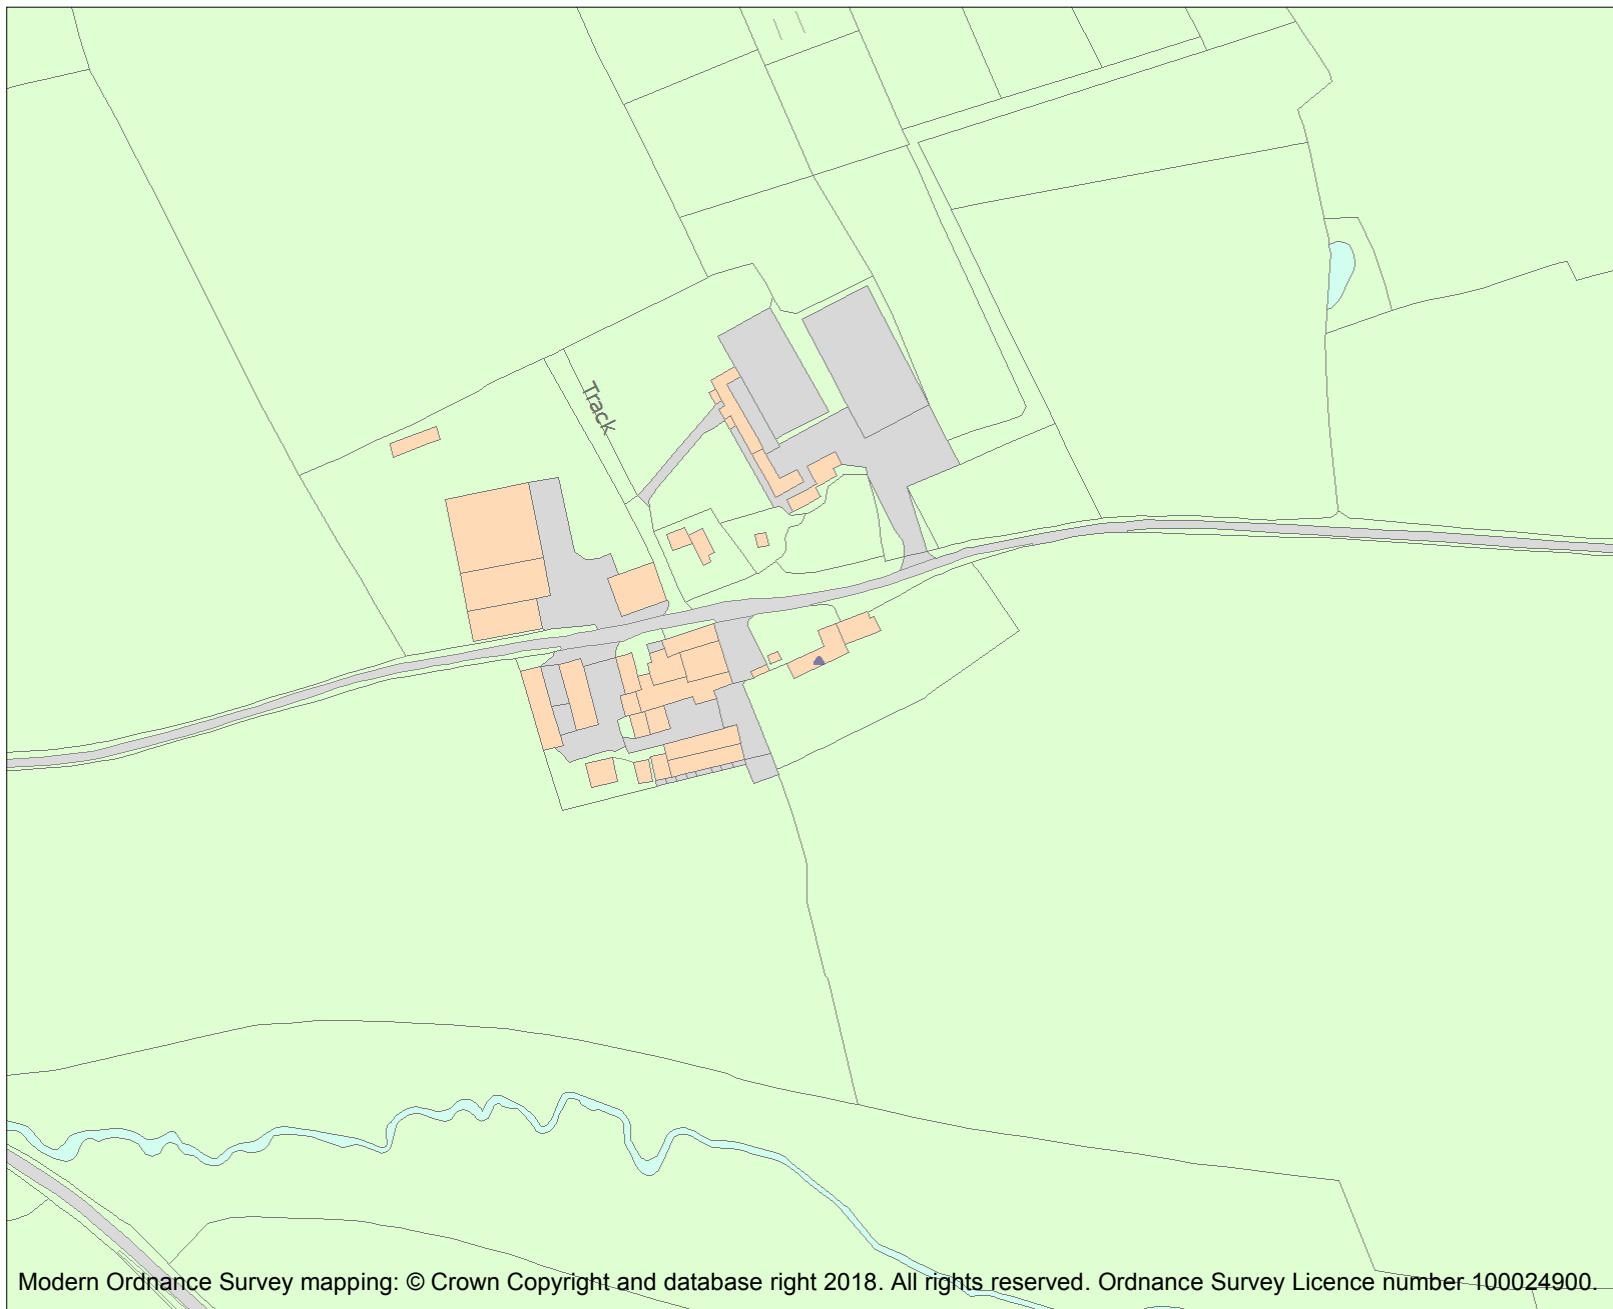 Track
Modern Ordnance Survey mapping: © Crown Copyright and database right 2018. All rights reserved. Ordnance Survey Licence number 100024900.